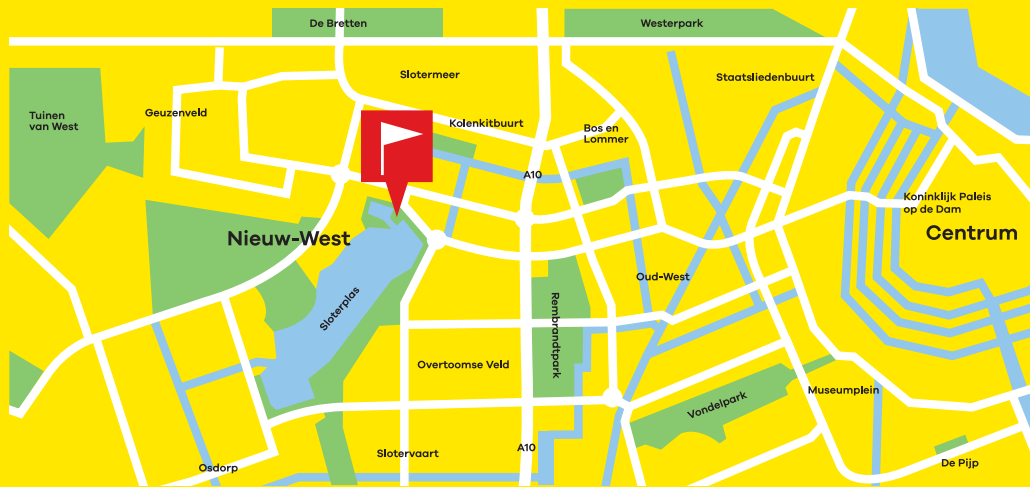 De Bretten
Westerpark
Slotermeer
Staatsliedenbuurt
Tuinen
van West
Geuzenveld
Kolenkitbuurt
Bos en
Lommer
A10
Koninklijk Paleis
op de Dam
Nieuw-West
Centrum
Oud-West
Sloterplas
Rembrandtpark
Overtoomse Veld
Museumplein
Vondelpark
Slotervaart
A10
Osdorp
De Pijp